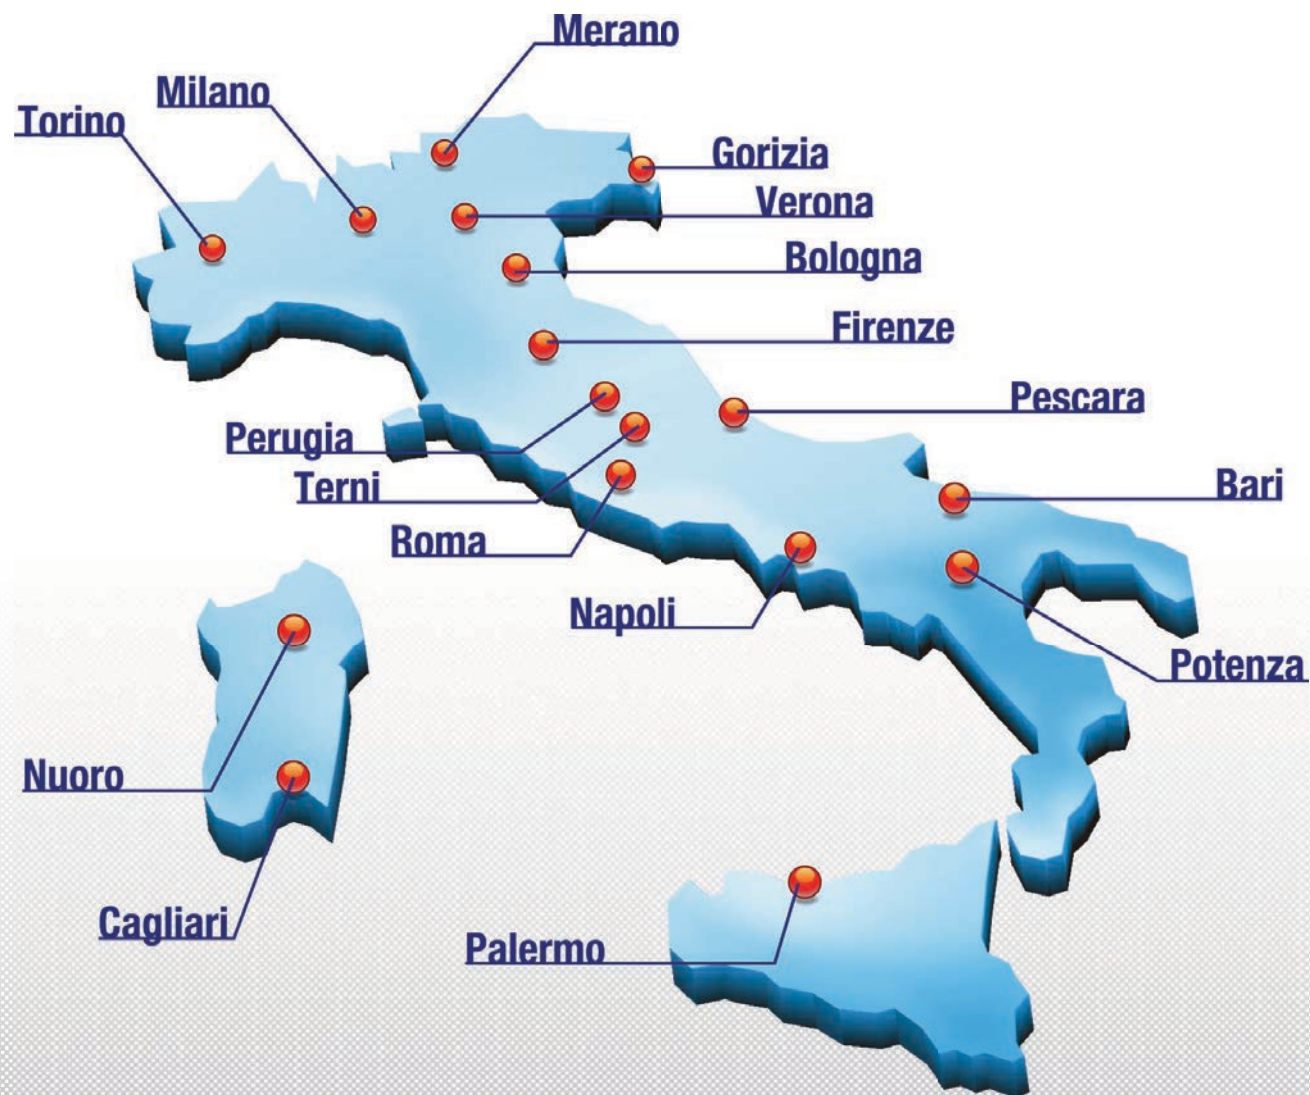 Merano
Milano
Torino
Gorizia
Verona
Bologna
Firenze
Pescara
Perugia
Terni
Bari
Roma
Napoli
Potenza
Nuoro
Cagliari
Palermo